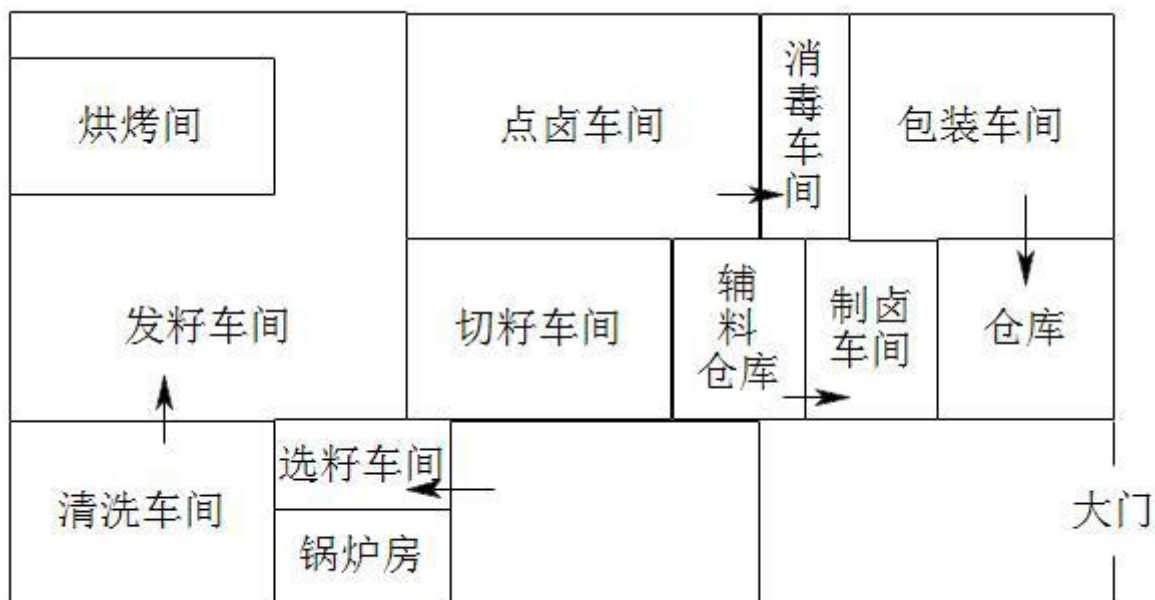 烘烤间
点卤车间
消毒车间
包装车间
发籽车间
切籽车间
辅料仓库
制卤车间
仓库
清洗车间
选籽车间
锅炉房
大门